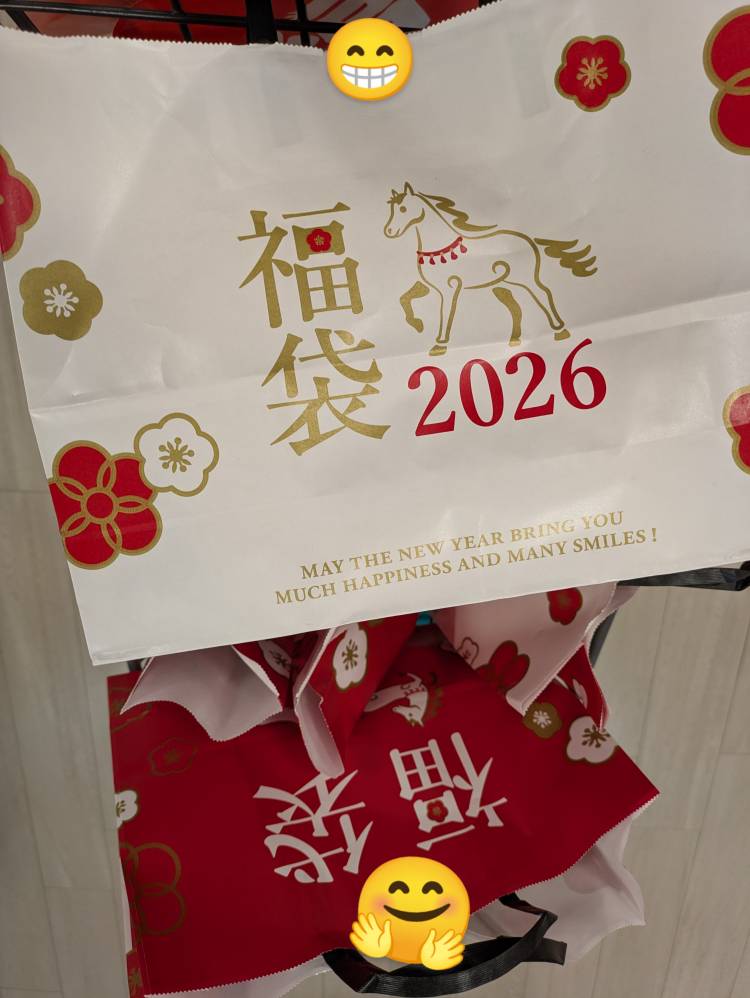 福袋
2026
MAY THE NEW YEAR BRING YOU
MUCH HAPPINESS AND MANY SMILES !
福袋